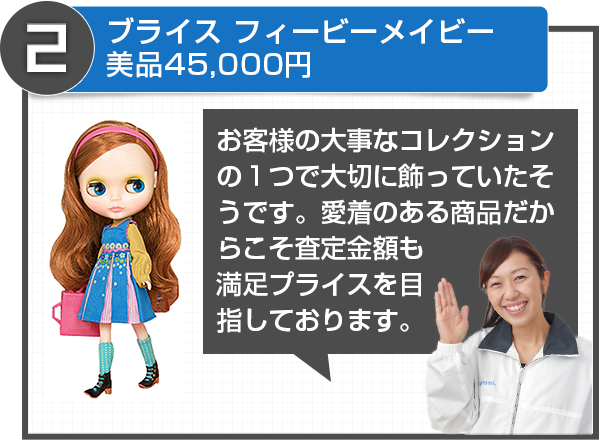 2
ブライス フィービーメイビー
美品45,000円
お客様の大事なコレクション
の１つで大切に飾っていたそ
うです。愛着のある商品だか
らこそ査定金額も
満足プライスを目
指しております。